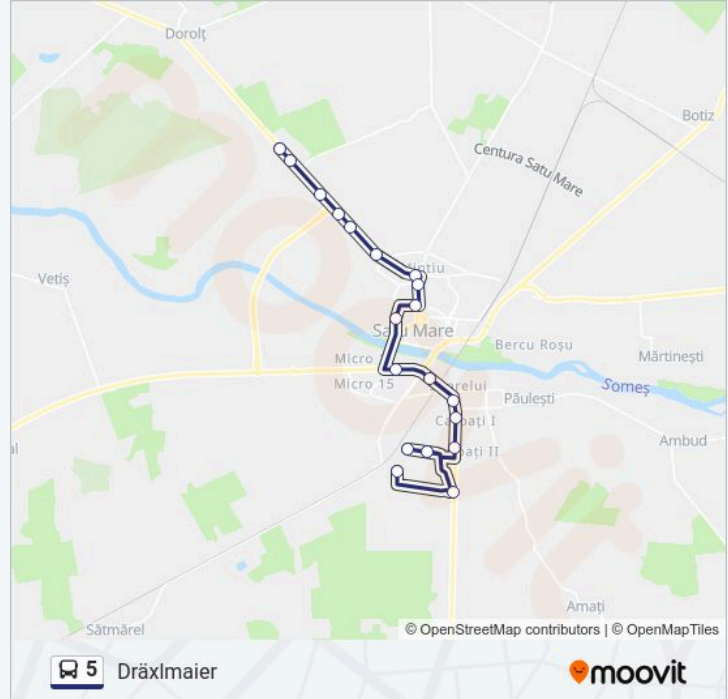 Dorolț
Botiz
Centura Satu Mare
Vetiș
Satu Mare
Bercu Roșu
Micro
Mărtinești
Micro 15
Someș
Păulești
Ambud
Amați
Sătmărel
© OpenStreetMap contributors | © OpenMapTiles
5 Dräxlmaier
moovit